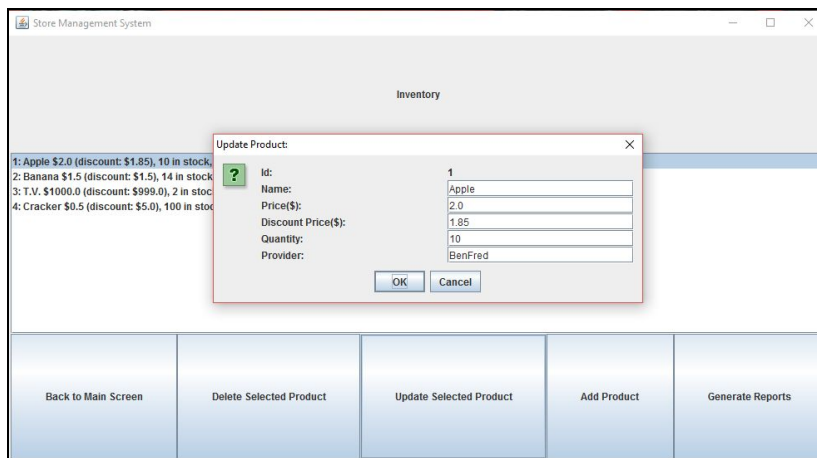 Store Management System
Inventory
1: Apple $2.0 (discount: $1.85), 10 in stock,
2: Banana $1.5 (discount: $1.5), 14 in stock
3: T.V. $1000.0 (discount: $999.0), 2 in stoc
4: Cracker $0.5 (discount: $5.0), 100 in stoc
Update Product:
?
Id: 1
Name: Apple
Price($): 2.0
Discount Price($): 1.85
Quantity: 10
Provider: BenFred
OK Cancel
Back to Main Screen Delete Selected Product Update Selected Product Add Product Generate Reports